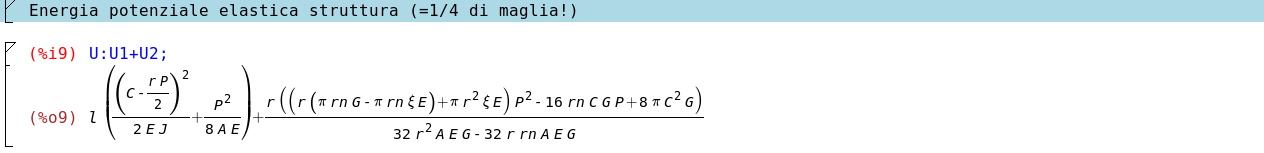 Energia potenziale elastica struttura (=1/4 di maglia!)
(%i9) U:U1+U2;
(%o9) l (((C - (r P)/2)^2)/(2 E J) + P^2/(8 A E)) + (r ((r (π rn G - π rn ξ E) + π r^2 ξ E) P^2 - 16 rn C G P + 8 π C^2 G))/(32 r^2 A E G - 32 r rn A E G)